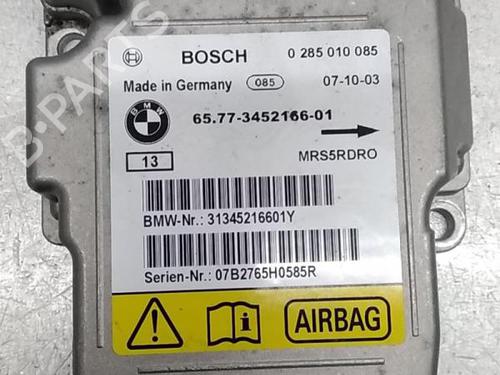 BOSCH 0 285 010 085
Made in Germany 085 07-10-03
BMW
65.77-3452166-01
13 MRS5RDRO
BMW-Nr.: 31345216601Y
Serien-Nr.: 07B2765H0585R
AIRBAG